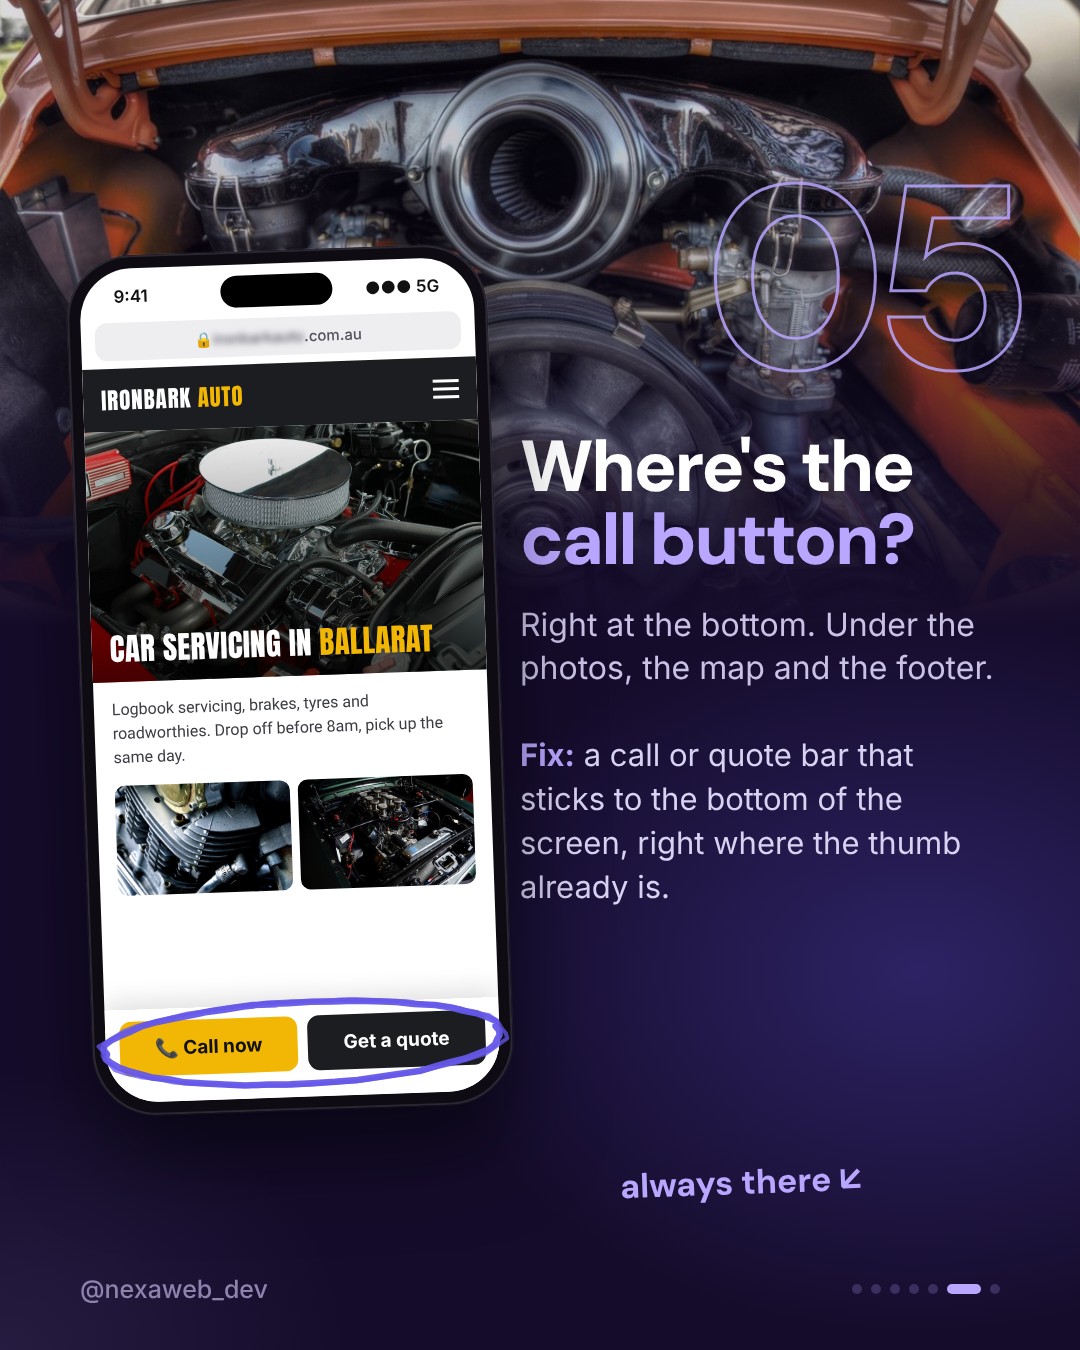 05
9:41
5G
.com.au
IRONBARK AUTO
CAR SERVICING IN BALLARAT
Logbook servicing, brakes, tyres and
roadworthies. Drop off before 8am, pick up the
same day.
Call now
Get a quote
Where's the
call button?
Right at the bottom. Under the
photos, the map and the footer.
Fix: a call or quote bar that
sticks to the bottom of the
screen, right where the thumb
already is.
always there ↙
@nexaweb_dev